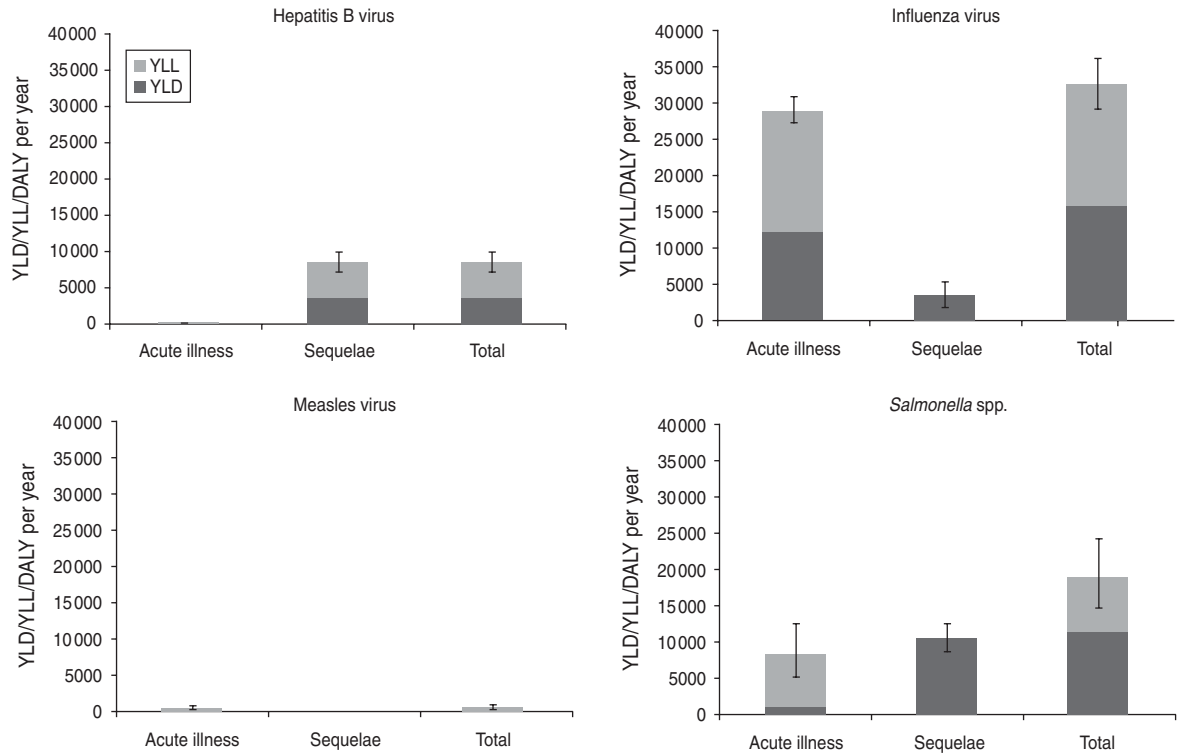 Hepatitis B virus
YLD/YLL/DALY per year
40 000
35 000
30 000
25 000
20 000
15 000
10 000
5000
0
YLL
YLD
Acute illness
Sequelae
Total
Influenza virus
YLD/YLL/DALY per year
40 000
35 000
30 000
25 000
20 000
15 000
10 000
5000
0
Acute illness
Sequelae
Total
Measles virus
YLD/YLL/DALY per year
40 000
35 000
30 000
25 000
20 000
15 000
10 000
5000
0
Acute illness
Sequelae
Total
Salmonella spp.
YLD/YLL/DALY per year
40 000
35 000
30 000
25 000
20 000
15 000
10 000
5000
0
Acute illness
Sequelae
Total